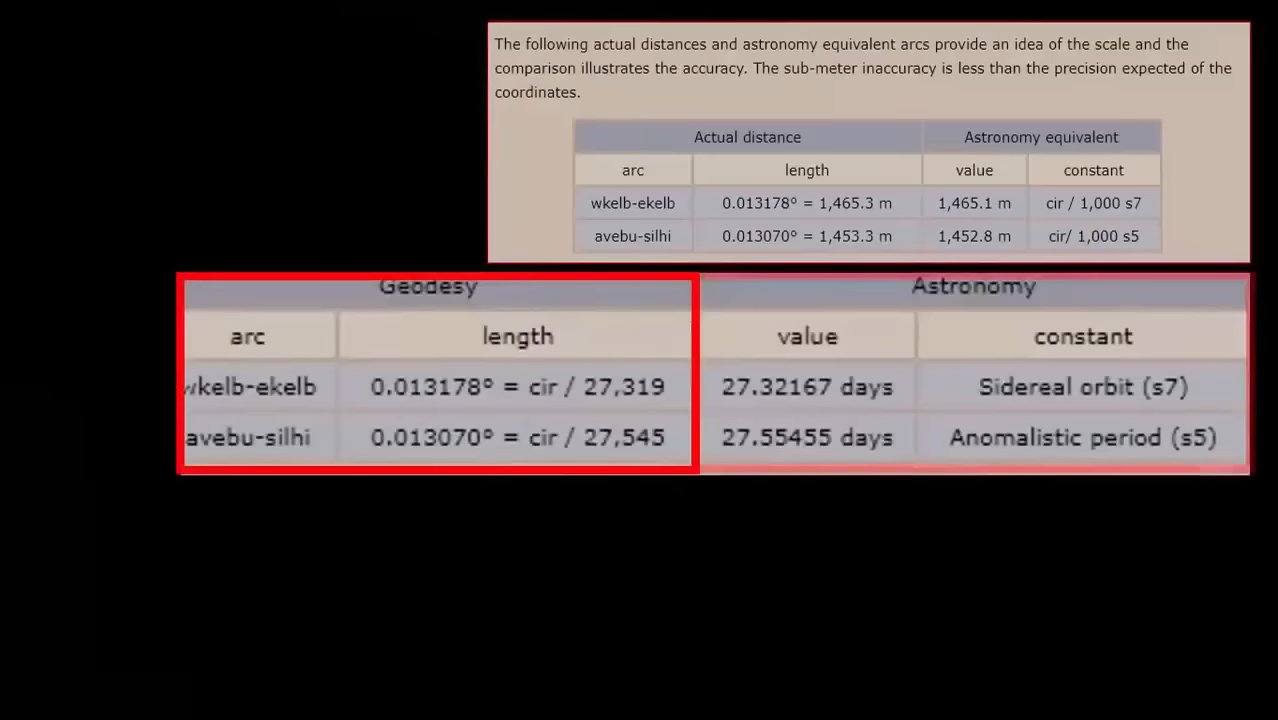 The following actual distances and astronomy equivalent arcs provide an idea of the scale and the
comparison illustrates the accuracy. The sub-meter inaccuracy is less than the precision expected of the
coordinates.
Actual distance Astronomy equivalent
arc length value constant
wkelb-ekelb 0.013178º = 1,465.3 m 1,465.1 m cir / 1,000 s7
avebu-silhi 0.013070º = 1,453.3 m 1,452.8 m cir/ 1,000 s5
Geodesy Astronomy
arc length value constant
wkelb-ekelb 0.013178º = cir / 27,319 27.32167 days Sidereal orbit (s7)
avebu-silhi 0.013070º = cir / 27,545 27.55455 days Anomalistic period (s5)